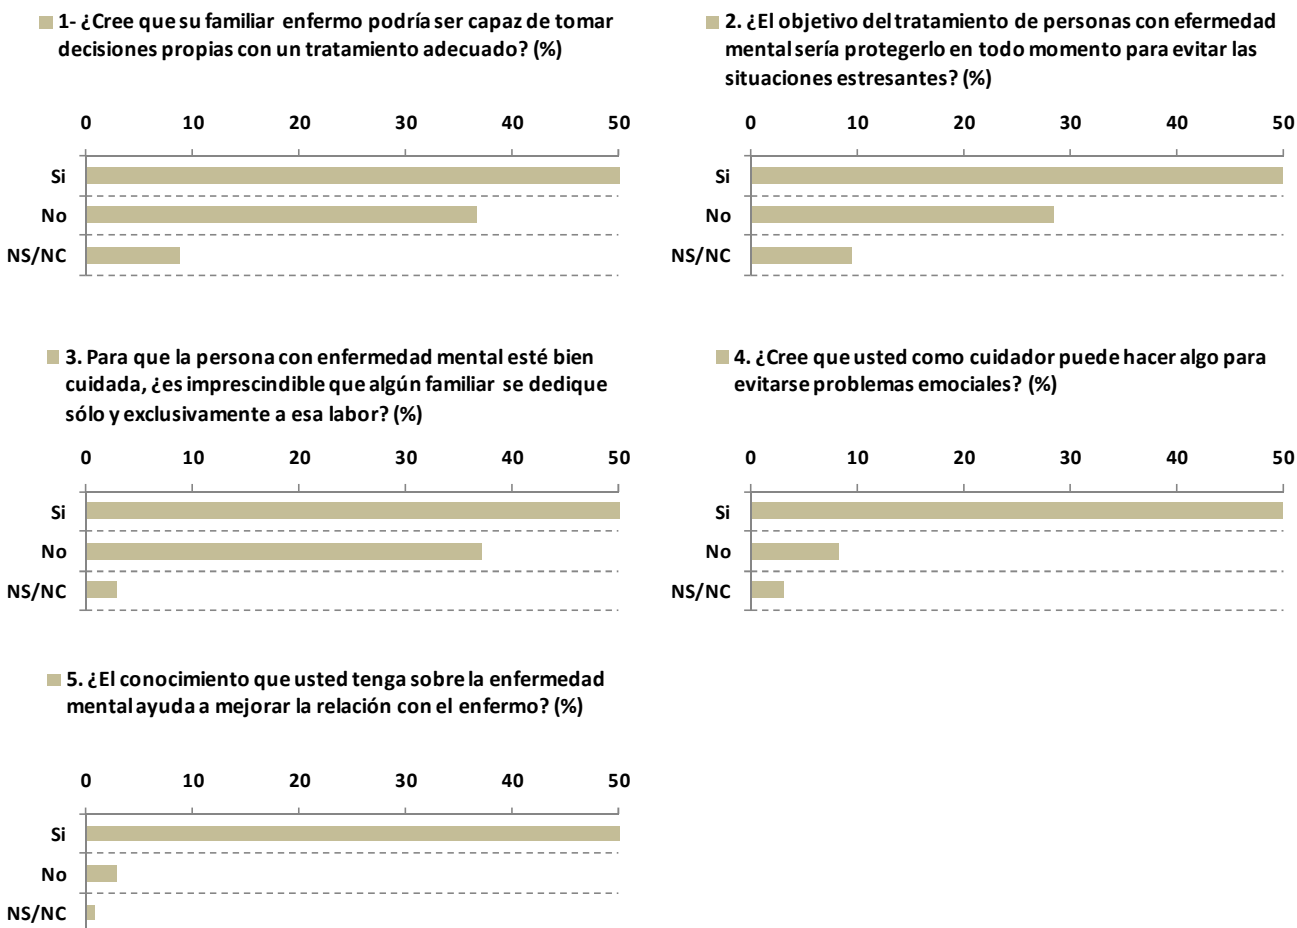 1- ¿Cree que su familiar enfermo podría ser capaz de tomar
decisiones propias con un tratamiento adecuado? (%)
0 10 20 30 40 50
Si
No
NS/NC
2. ¿El objetivo del tratamiento de personas con efermedad
mental sería protegerlo en todo momento para evitar las
situaciones estresantes? (%)
0 10 20 30 40 50
Si
No
NS/NC
3. Para que la persona con enfermedad mental esté bien
cuidada, ¿es imprescindible que algún familiar se dedique
sólo y exclusivamente a esa labor? (%)
0 10 20 30 40 50
Si
No
NS/NC
4. ¿Cree que usted como cuidador puede hacer algo para
evitarse problemas emociales? (%)
0 10 20 30 40 50
Si
No
NS/NC
5. ¿El conocimiento que usted tenga sobre la enfermedad
mental ayuda a mejorar la relación con el enfermo? (%)
0 10 20 30 40 50
Si
No
NS/NC